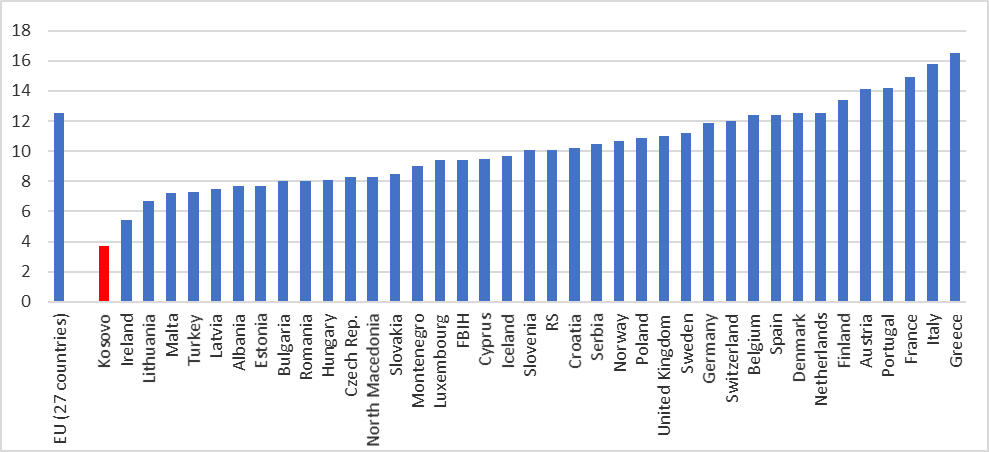 18
16
14
12
10
8
6
4
2
0
EU (27 countries)
Kosovo
Ireland
Lithuania
Malta
Turkey
Latvia
Albania
Estonia
Bulgaria
Romania
Hungary
Czech Rep.
North Macedonia
Slovakia
Montenegro
Luxembourg
FBIH
Cyprus
Iceland
Slovenia
RS
Croatia
Serbia
Norway
Poland
United Kingdom
Sweden
Germany
Switzerland
Belgium
Spain
Denmark
Netherlands
Finland
Austria
Portugal
France
Italy
Greece